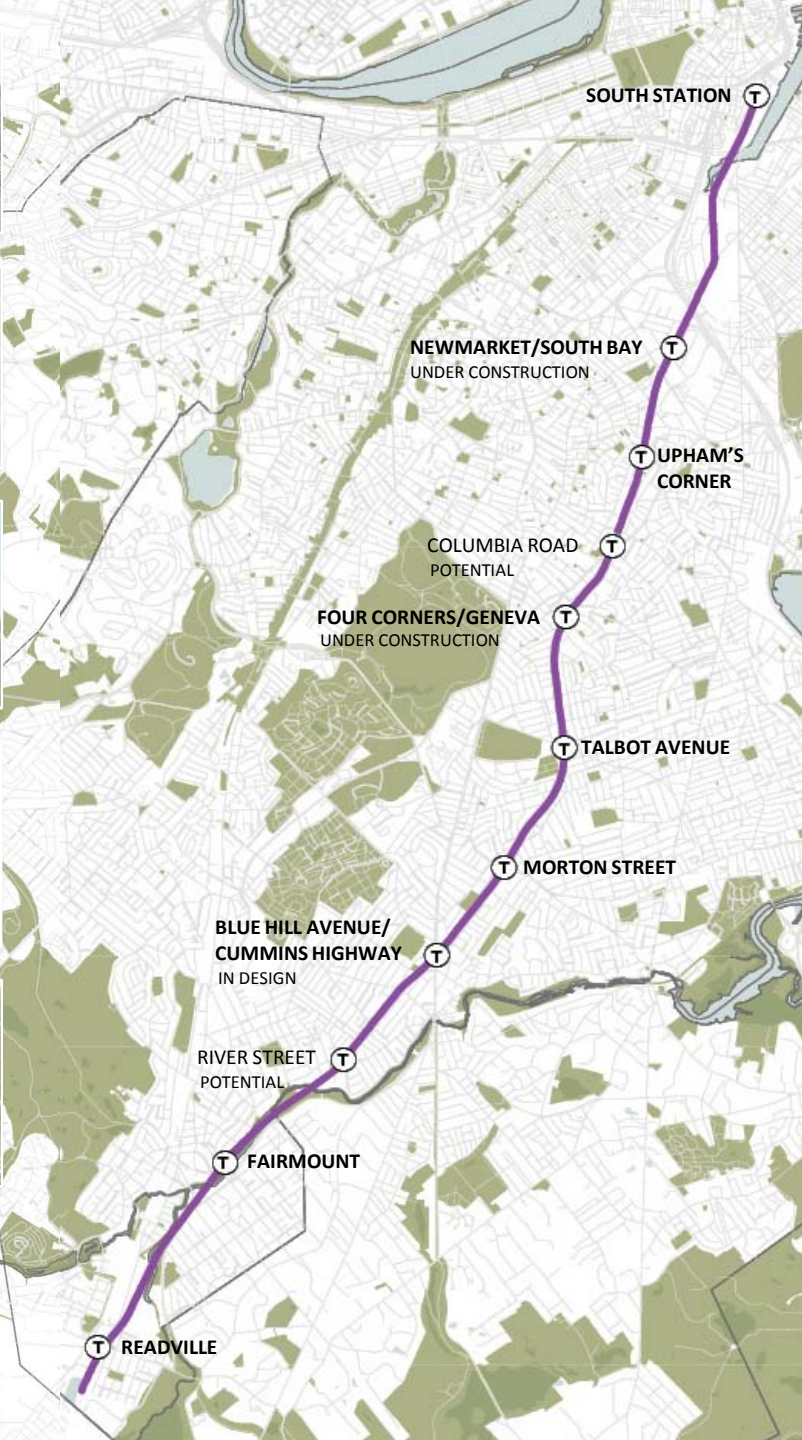 SOUTH STATION T
NEWMARKET/SOUTH BAY T
UNDER CONSTRUCTION
T UPHAM'S
CORNER
COLUMBIA ROAD T
POTENTIAL
FOUR CORNERS/GENEVA T
UNDER CONSTRUCTION
T TALBOT AVENUE
T MORTON STREET
BLUE HILL AVENUE/
CUMMINS HIGHWAY T
IN DESIGN
RIVER STREET T
POTENTIAL
T FAIRMOUNT
T READVILLE